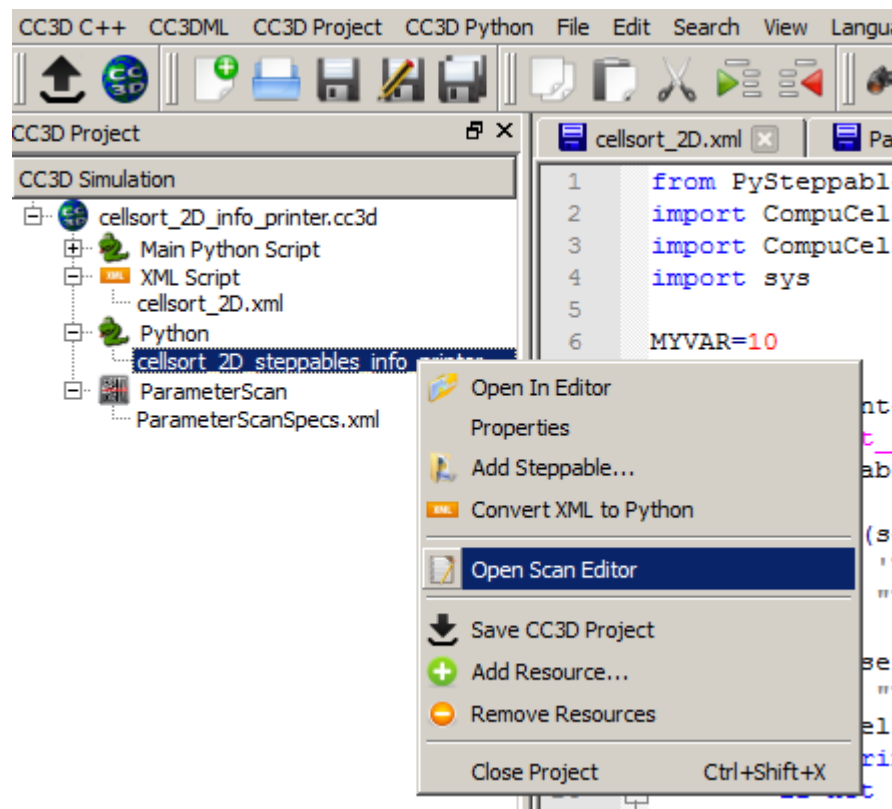 CC3D C++ CC3DML CC3D Project CC3D Python File Edit Search View
CC3D Project
cellsort_2D.xml
CC3D Simulation
cellsort_2D_info_printer.cc3d
Main Python Script
XML Script
cellsort_2D.xml
Python
cellsort_2D_steppables_info_printer
ParameterScan
ParameterScanSpecs.xml
1 from PySteppabl
2 import CompuCel
3 import CompuCel
4 import sys
5
6 MYVAR=10
Open In Editor
Properties
Add Steppable...
Convert XML to Python
Open Scan Editor
Save CC3D Project
Add Resource...
Remove Resources
Close Project Ctrl+Shift+X